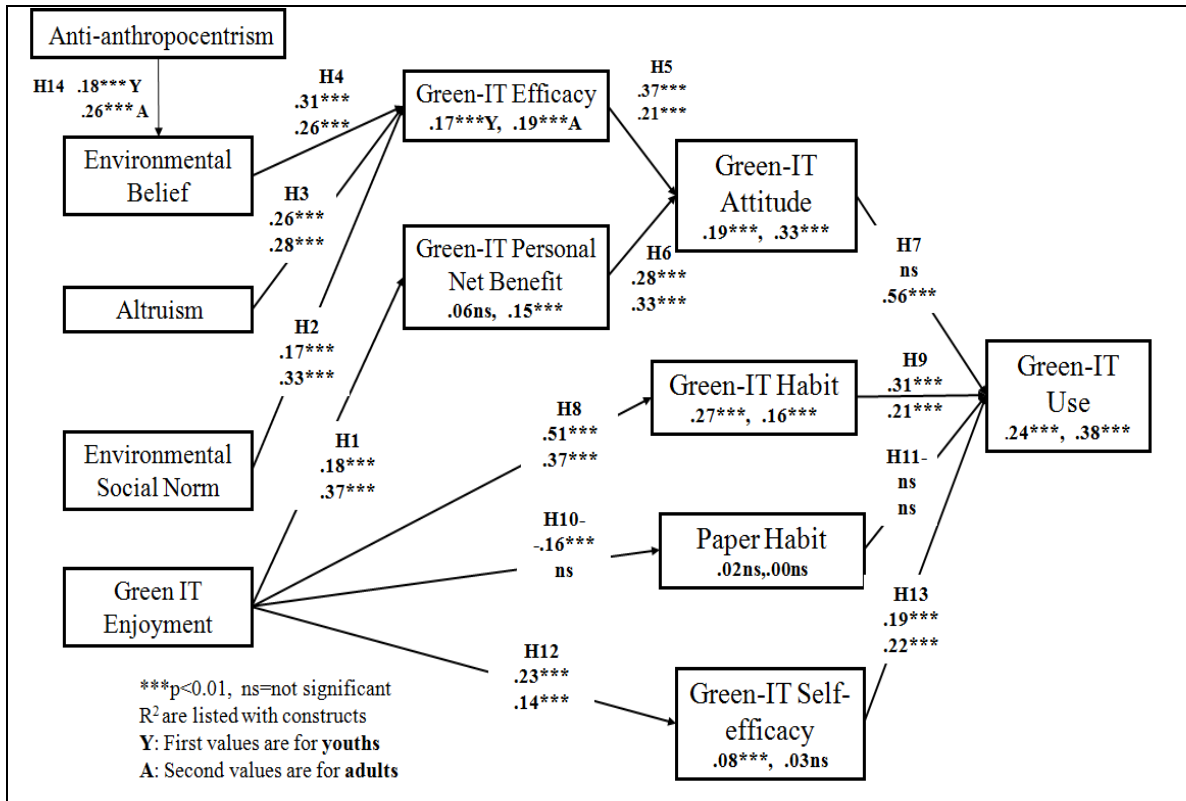 Anti-anthropocentrism
H14 .18*** Y
.26*** A
Environmental
Belief
H4
.31***
.26***
Green-IT Efficacy
.17***Y, .19***A
H5
.37***
.21***
Green-IT
Attitude
.19***, .33***
H3
.26***
.28***
Altruism
Green-IT Personal
Net Benefit
.06ns, .15***
H6
.28***
.33***
H7
ns
.56***
H2
.17***
.33***
Environmental
Social Norm
H1
.18***
.37***
H8
.51***
.37***
Green-IT Habit
.27***, .16***
H9
.31***
.21***
Green-IT
Use
.24***, .38***
H10-
-.16***
ns
Paper Habit
.02ns,.00ns
H11-
ns
ns
Green IT
Enjoyment
H12
.23***
.14***
Green-IT Self-
efficacy
.08***, .03ns
H13
.19***
.22***
***p<0.01, ns=not significant
R² are listed with constructs
Y: First values are for youths
A: Second values are for adults